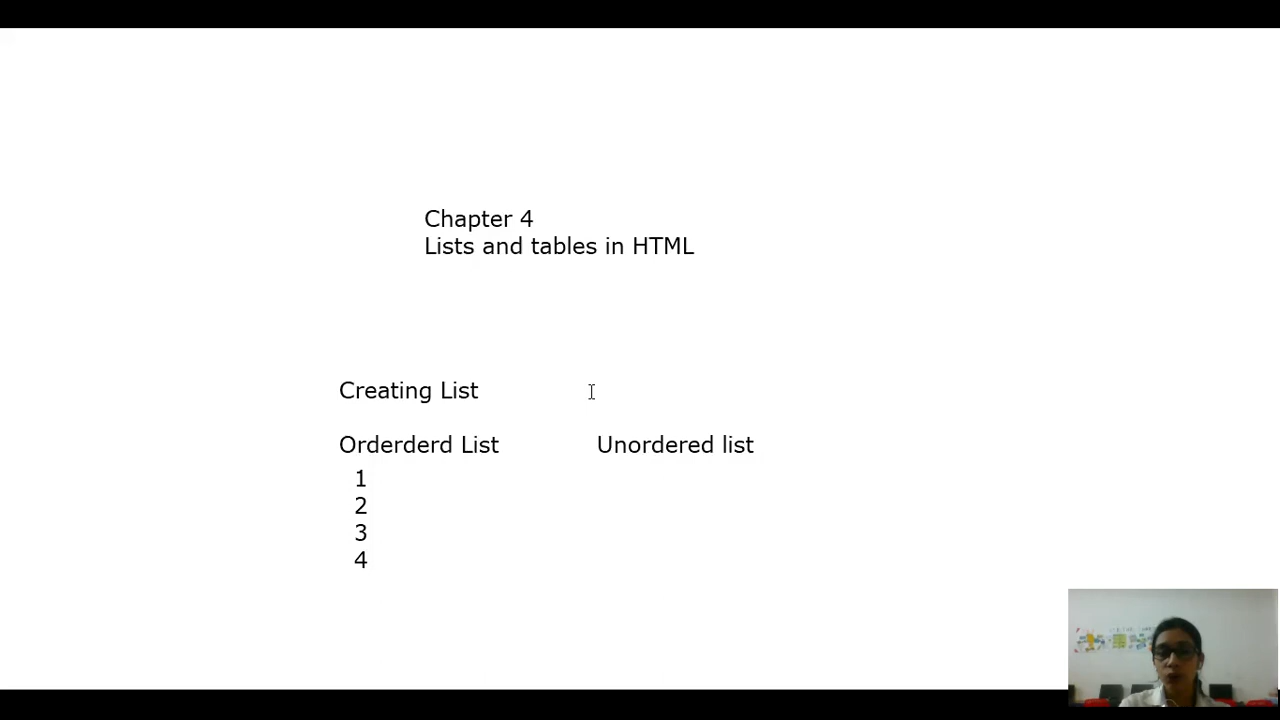 Chapter 4
Lists and tables in HTML
Creating List
Orderderd List
Unordered list
1
2
3
4